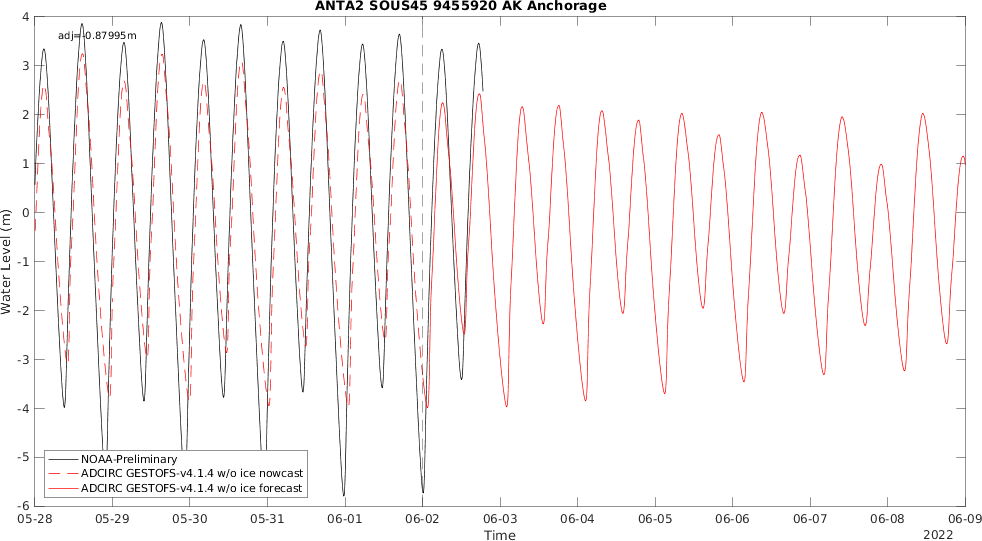 ANTA2 SOUS45 9455920 AK Anchorage
adj=-0.87995m
4
3
2
1
0
-1
-2
-3
-4
-5
-6
Water Level (m)
NOAA-Preliminary
ADCIRC GESTOFS-v4.1.4 w/o ice nowcast
ADCIRC GESTOFS-v4.1.4 w/o ice forecast
05-28 05-29 05-30 05-31 06-01 06-02 06-03 06-04 06-05 06-06 06-07 06-08 06-09
Time
2022